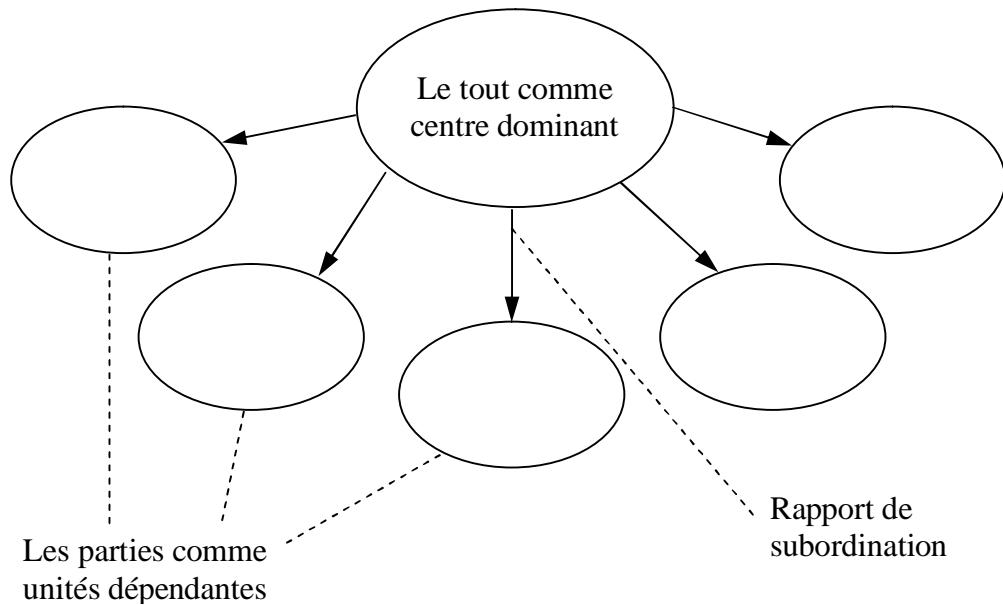 Le tout comme
centre dominant
Rapport de
subordination
Les parties comme
unités dépendantes